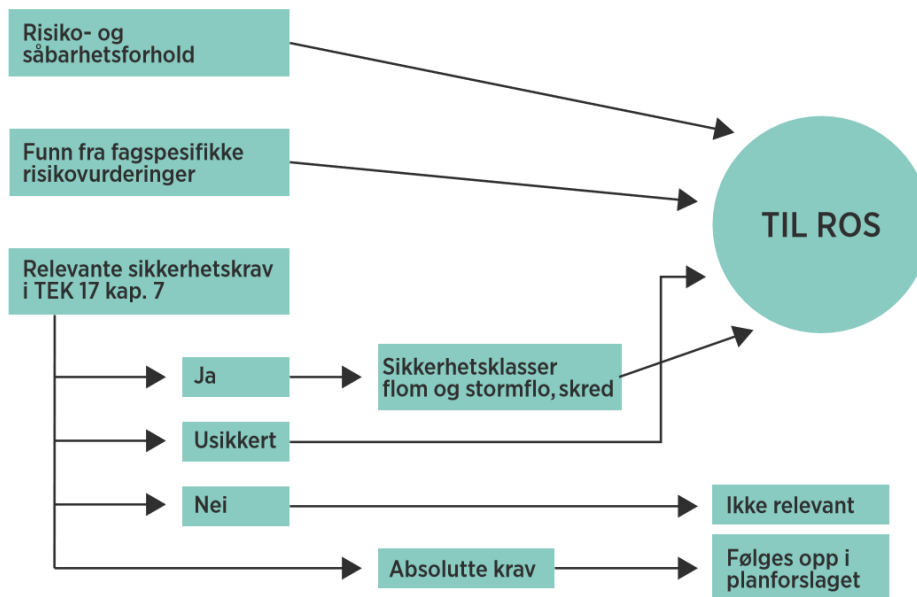 Risiko- og
såbarhetsforhold
Funn fra fagspesifikke
risikovurderinger
TIL ROS
Relevante sikkerhetskrav
i TEK 17 kap. 7
Ja
Sikkerhetsklasser
flom og stormflo, skred
Usikkert
Nei
Ikke relevant
Absolutte krav
Følges opp i
planforslaget